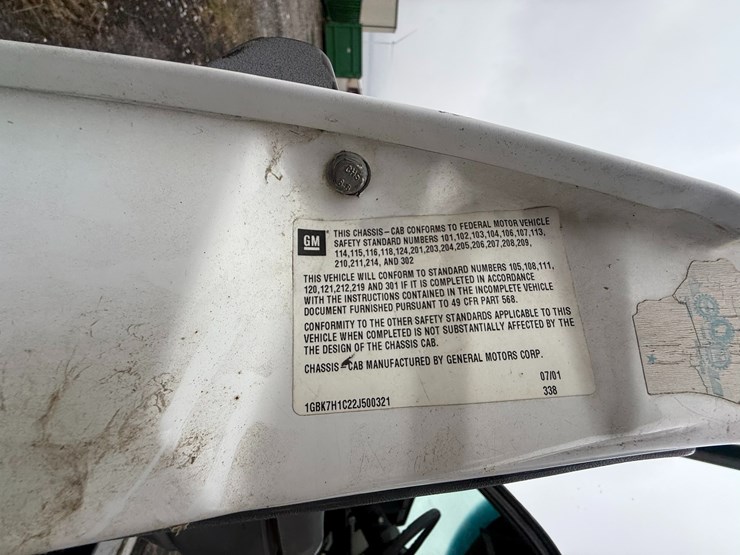 GM
THIS CHASSIS-CAB CONFORMS TO FEDERAL MOTOR VEHICLE
SAFETY STANDARD NUMBERS 101,102,103,104,106,107,113,
114,115,116,118,124,201,203,204,205,206,207,208,209,
210,211,214, AND 302
THIS VEHICLE WILL CONFORM TO STANDARD NUMBERS 105,108,111,
120,121,212,219 AND 301 IF IT IS COMPLETED IN ACCORDANCE
WITH THE INSTRUCTIONS CONTAINED IN THE INCOMPLETE VEHICLE
DOCUMENT FURNISHED PURSUANT TO 49 CFR PART 568.
CONFORMITY TO THE OTHER SAFETY STANDARDS APPLICABLE TO THIS
VEHICLE WHEN COMPLETED IS NOT SUBSTANTIALLY AFFECTED BY THE
THE DESIGN OF THE CHASSIS CAB.
CHASSIS-CAB MANUFACTURED BY GENERAL MOTORS CORP.
07/01
1GBK7H1C22J500321
338